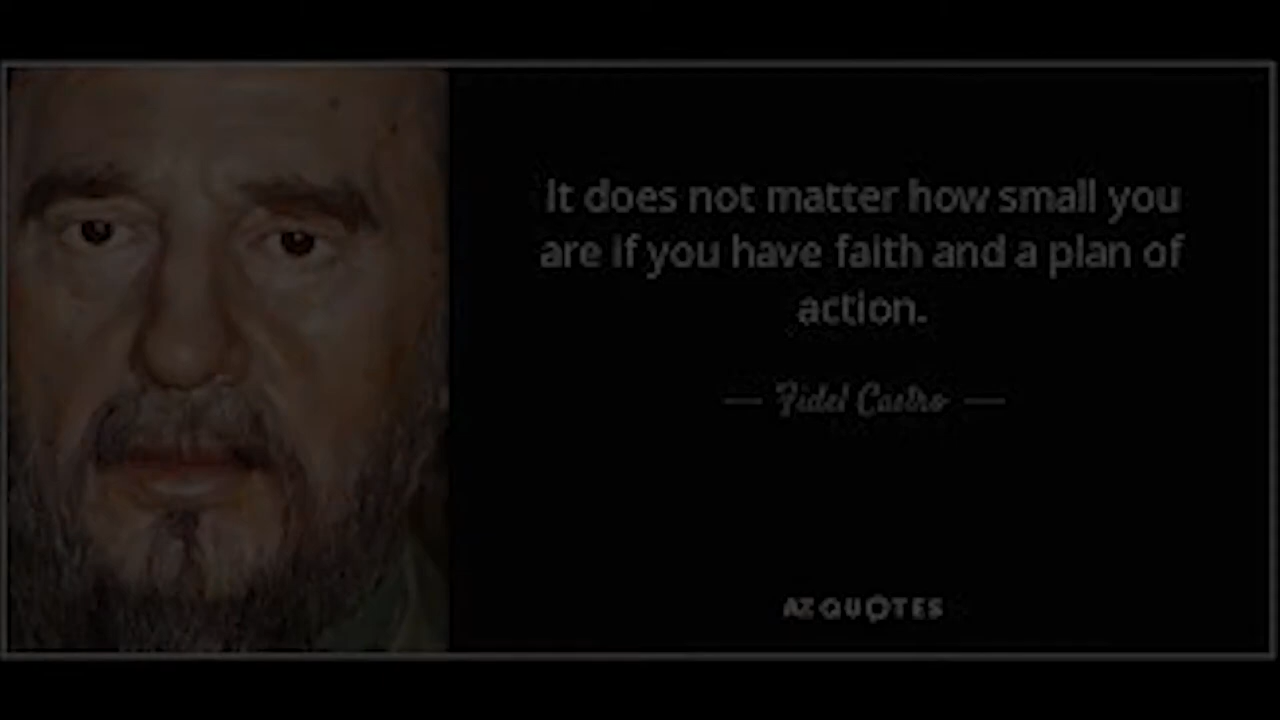 It does not matter how small you
are if you have faith and a plan of
action.
— Fidel Castro —
AZ QUOTES